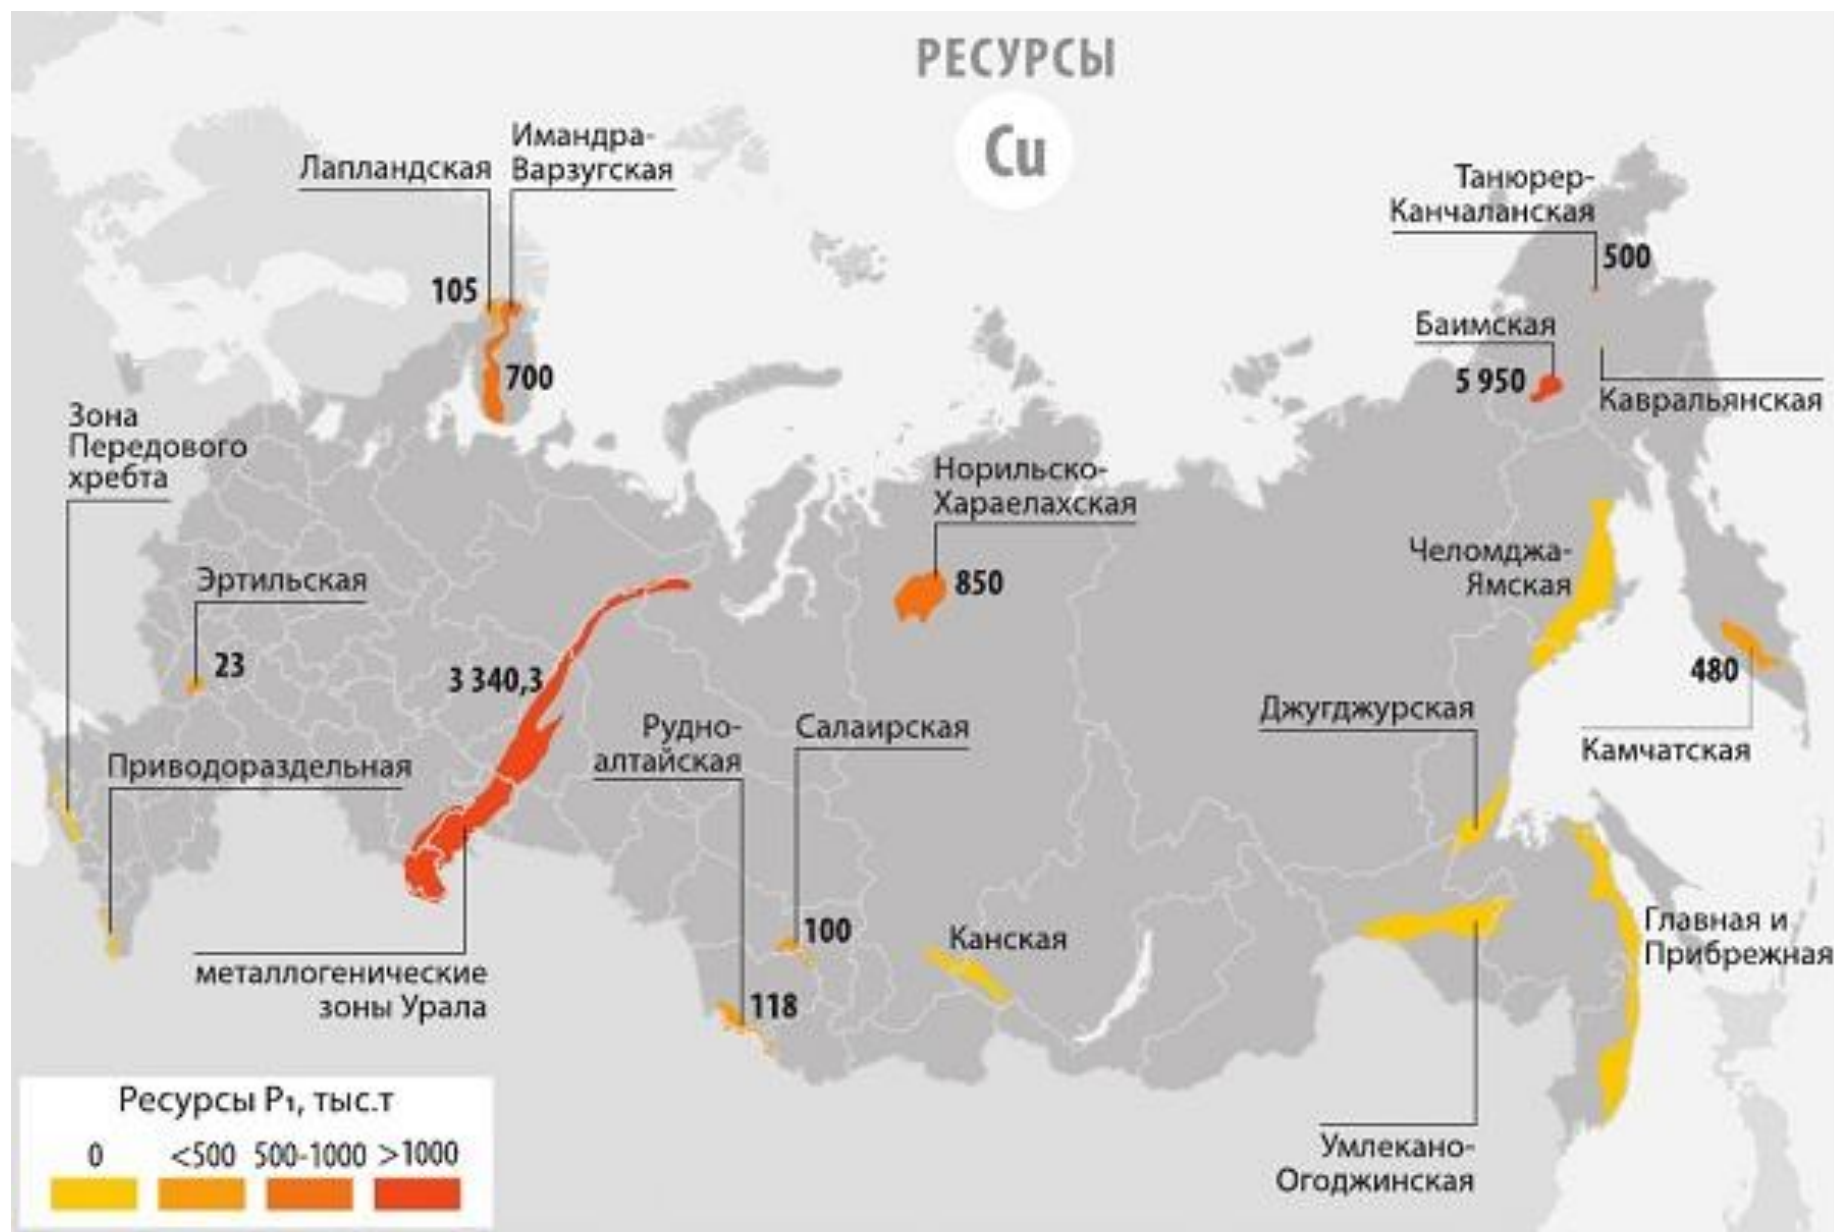 РЕСУРСЫ
Cu
Имандра-
Варзугская
Лапландская
105
700
Танюрер-
Канчаланская
500
Баимская
5 950
Кавральянская
Зона
Передового
хребта
Норильско-
Хараелахская
850
Челомджа-
Ямская
Эртильская
23
3 340,3
480
Камчатская
Джугджурская
Рудно-
алтайская
Салаирская
Приводораздельная
100
118
Канская
Главная и
Прибрежная
металлогенические
зоны Урала
Умлекано-
Огоджинская
Ресурсы P₁, тыс.т
0 <500 500-1000 >1000